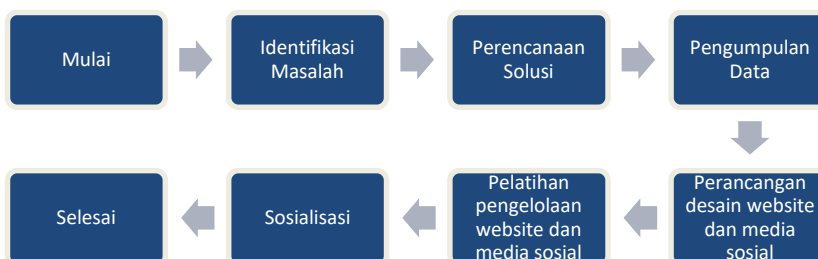 Mulai
Identifikasi
Masalah
Perencanaan
Solusi
Pengumpulan
Data
Perancangan
desain website
dan media
sosial
Pelatihan
pengelolaan
website dan
media sosial
Sosialisasi
Selesai